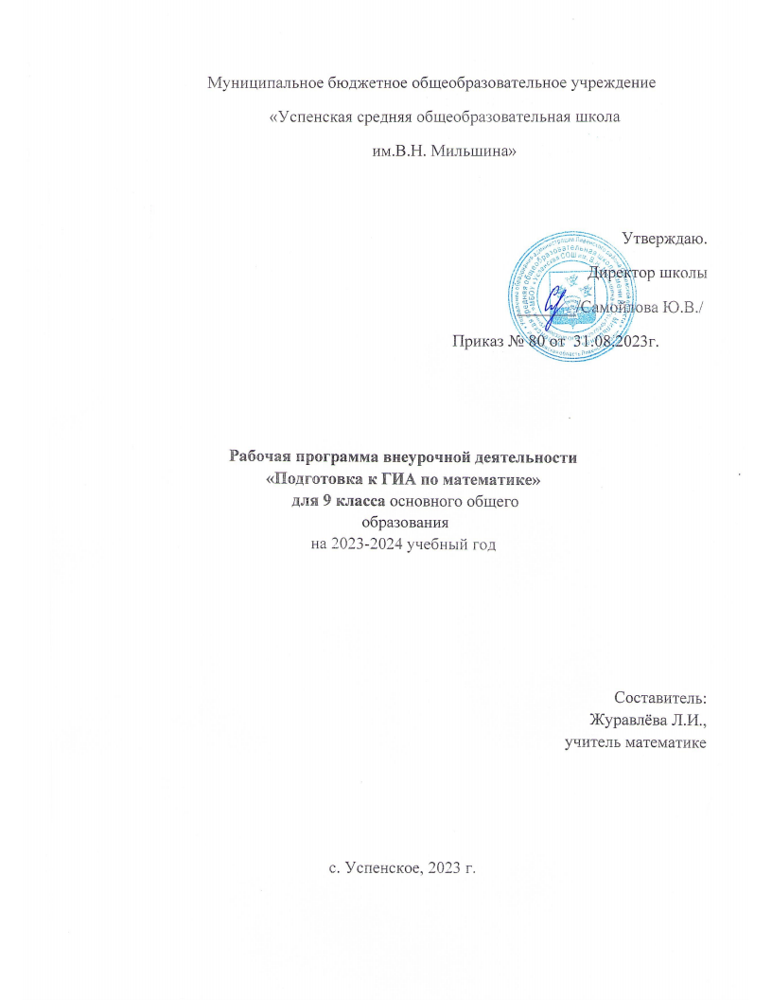 Муниципальное бюджетное общеобразовательное учреждение
«Успенская средняя общеобразовательная школа
им.В.Н. Мильшина»
Утверждаю.
Директор школы
/Самойлова Ю.В./
Приказ № 80 от 31.08.2023г.
Рабочая программа внеурочной деятельности
«Подготовка к ГИА по математике»
для 9 класса основного общего
образования
на 2023-2024 учебный год
Составитель:
Журавлёва Л.И.,
учитель математике
с. Успенское, 2023 г.